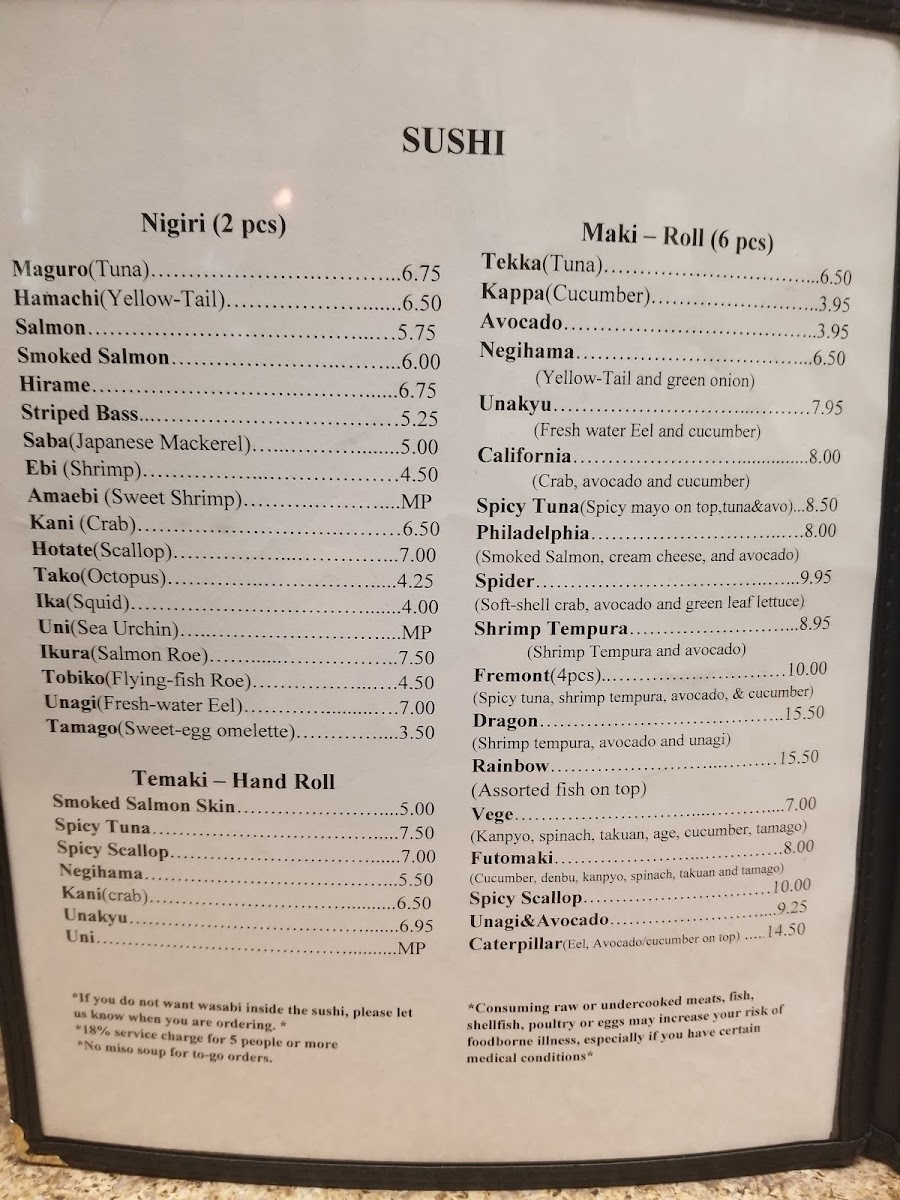 SUSHI
Nigiri (2 pcs)
Maguro(Tuna)....................................6.75
Hamachi(Yellow-Tail)..........................6.50
Salmon.............................................5.75
Smoked Salmon.................................6.00
Hirame.............................................6.75
Striped Bass.....................................5.25
Saba(Japanese Mackerel).....................5.00
Ebi (Shrimp).....................................4.50
Amaebi (Sweet Shrimp).......................MP
Kani (Crab)......................................6.50
Hotate(Scallop).................................7.00
Tako(Octopus)..................................4.25
Ika(Squid)........................................4.00
Uni(Sea Urchin)................................MP
Ikura(Salmon Roe).............................7.50
Tobiko(Flying-fish Roe)......................4.50
Unagi(Fresh-water Eel).......................7.00
Tamago(Sweet-egg omelette)................3.50
Temaki – Hand Roll
Smoked Salmon Skin.........................5.00
Spicy Tuna......................................7.50
Spicy Scallop...................................7.00
Negihama.......................................5.50
Kani(crab).......................................6.50
Unakyu..........................................6.95
Uni................................................MP
*If you do not want wasabi inside the sushi, please let
us know when you are ordering. *
*18% service charge for 5 people or more
*No miso soup for to-go orders.
Maki – Roll (6 pcs)
Tekka(Tuna)..................................6.50
Kappa(Cucumber)...........................3.95
Avocado.......................................3.95
Negihama.....................................6.50
(Yellow-Tail and green onion)
Unakyu........................................7.95
(Fresh water Eel and cucumber)
California.....................................8.00
(Crab, avocado and cucumber)
Spicy Tuna(Spicy mayo on top,tuna&avo)...8.50
Philadelphia..................................8.00
(Smoked Salmon, cream cheese, and avocado)
Spider..........................................9.95
(Soft-shell crab, avocado and green leaf lettuce)
Shrimp Tempura............................8.95
(Shrimp Tempura and avocado)
Fremont(4pcs)...............................10.00
(Spicy tuna, shrimp tempura, avocado, & cucumber)
Dragon.........................................15.50
(Shrimp tempura, avocado and unagi)
Rainbow.......................................15.50
(Assorted fish on top)
Vege............................................7.00
(Kanpyo, spinach, takuan, age, cucumber, tamago)
Futomaki......................................8.00
(Cucumber, denbu, kanpyo, spinach, takuan and tamago)
Spicy Scallop................................10.00
Unagi&Avocado............................9.25
Caterpillar(Eel, Avocado/cucumber on top) .....14.50
*Consuming raw or undercooked meats, fish,
shellfish, poultry or eggs may increase your risk of
foodborne illness, especially if you have certain
medical conditions*